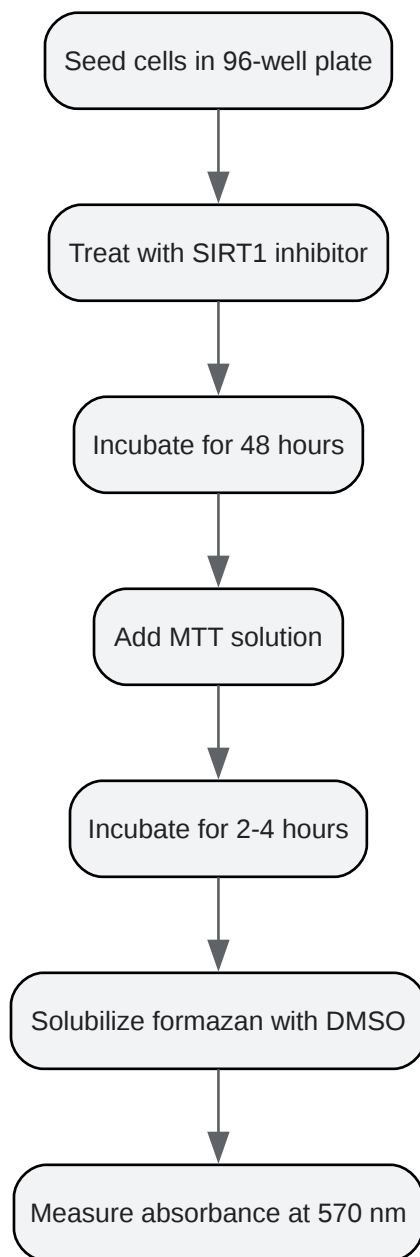 Seed cells in 96-well plate
Treat with SIRT1 inhibitor
Incubate for 48 hours
Add MTT solution
Incubate for 2-4 hours
Solubilize formazan with DMSO
Measure absorbance at 570 nm